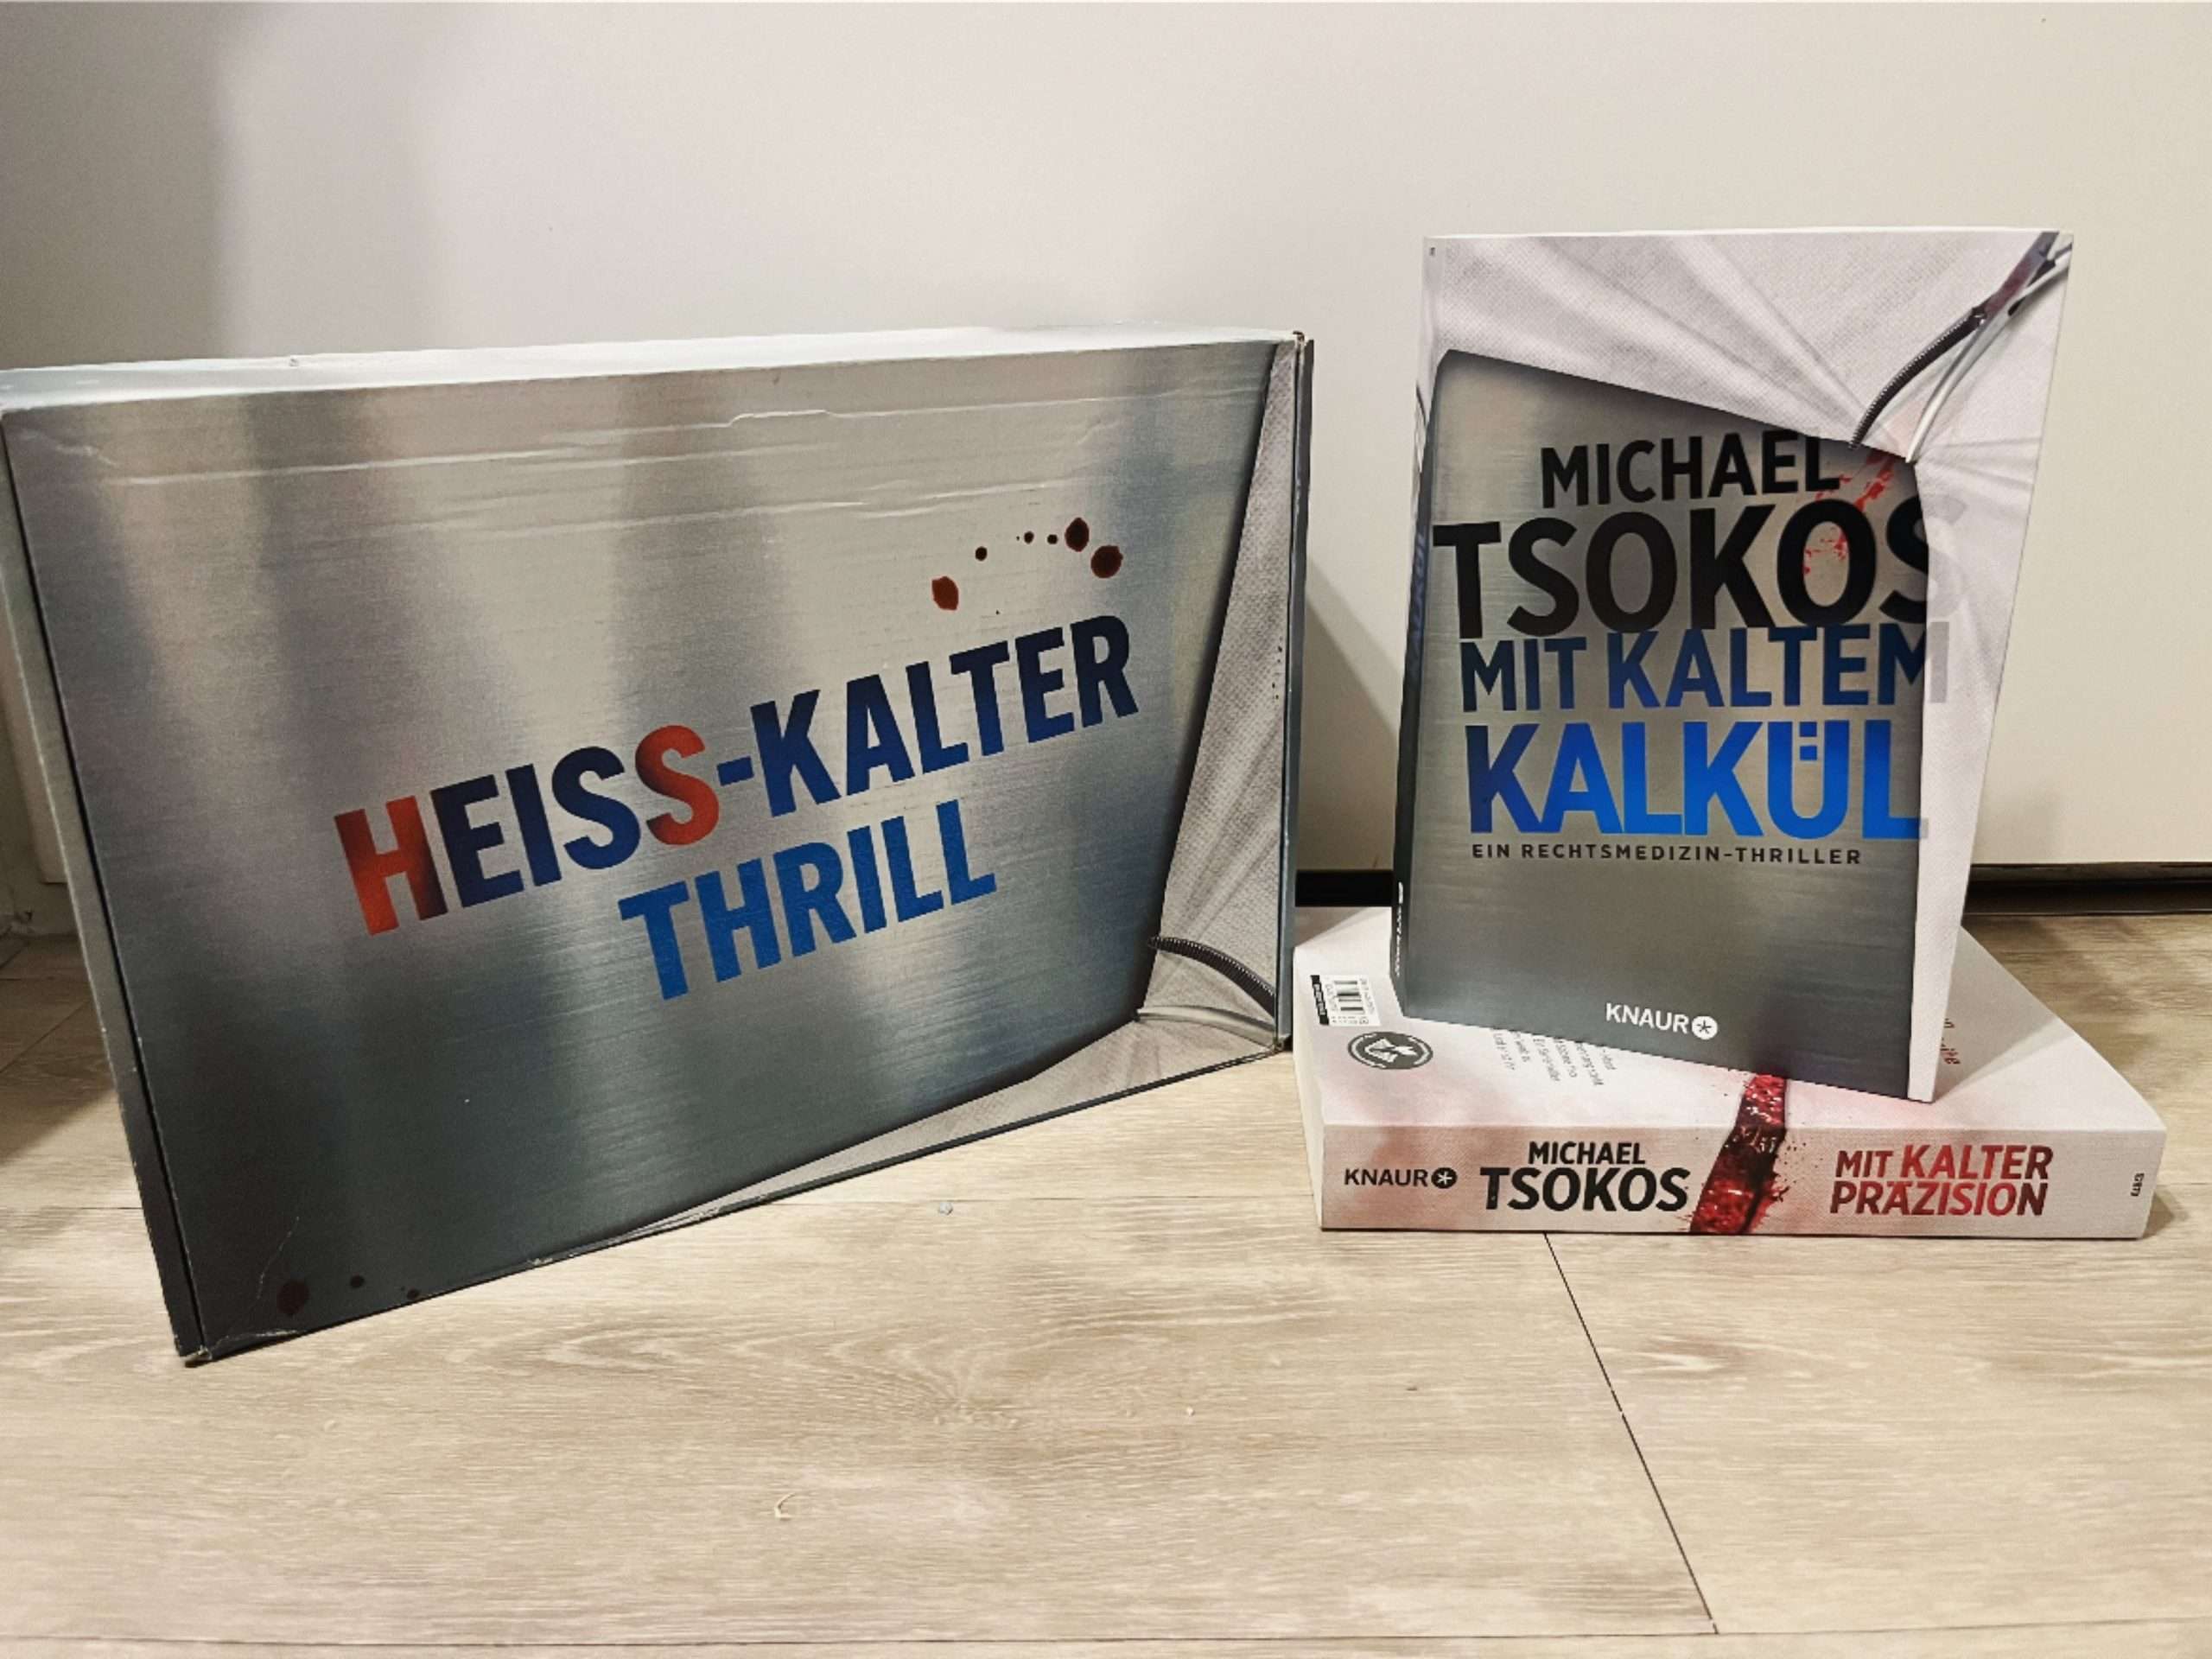 HEISS-KALTER
THRILL
MICHAEL
TSOKOS
MIT KALTEM
KALKÜL
EIN RECHTSMEDIZIN-THRILLER
KNAUR
KNAUR
MICHAEL
TSOKOS
MIT KALTER
PRÄZISION